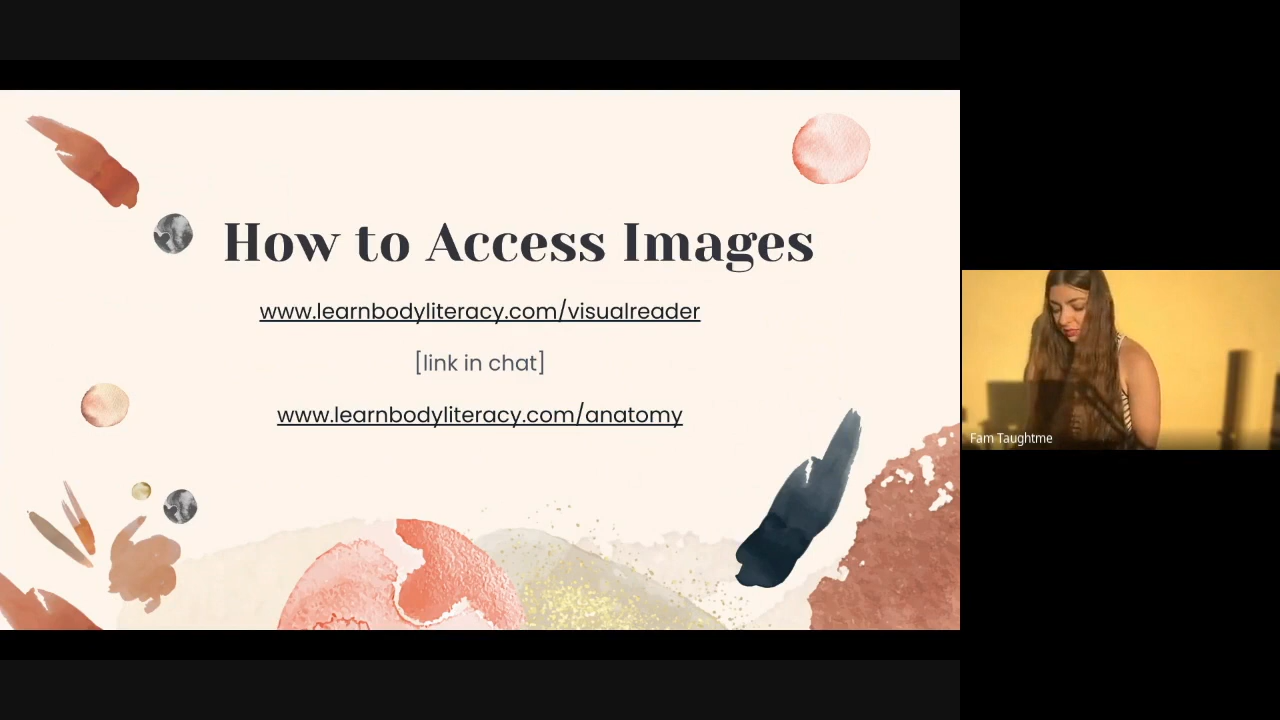 How to Access Images
www.learnbodyliteracy.com/visualreader
[link in chat]
www.learnbodyliteracy.com/anatomy
Fam Taughtme